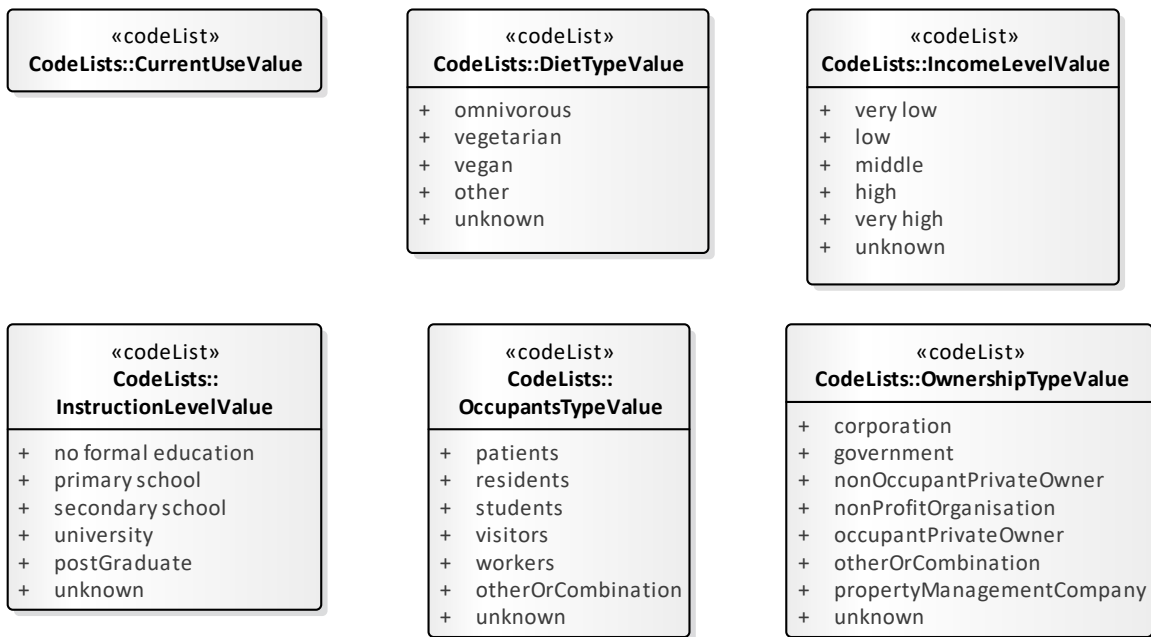 «codeList»
CodeLists::CurrentUseValue
«codeList»
CodeLists::DietTypeValue
+ omnivorous
+ vegetarian
+ vegan
+ other
+ unknown
«codeList»
CodeLists::IncomeLevelValue
+ very low
+ low
+ middle
+ high
+ very high
+ unknown
«codeList»
CodeLists::
InstructionLevelValue
+ no formal education
+ primary school
+ secondary school
+ university
+ postGraduate
+ unknown
«codeList»
CodeLists::
OccupantsTypeValue
+ patients
+ residents
+ students
+ visitors
+ workers
+ otherOrCombination
+ unknown
«codeList»
CodeLists::OwnershipTypeValue
+ corporation
+ government
+ nonOccupantPrivateOwner
+ nonProfitOrganisation
+ occupantPrivateOwner
+ otherOrCombination
+ propertyManagementCompany
+ unknown